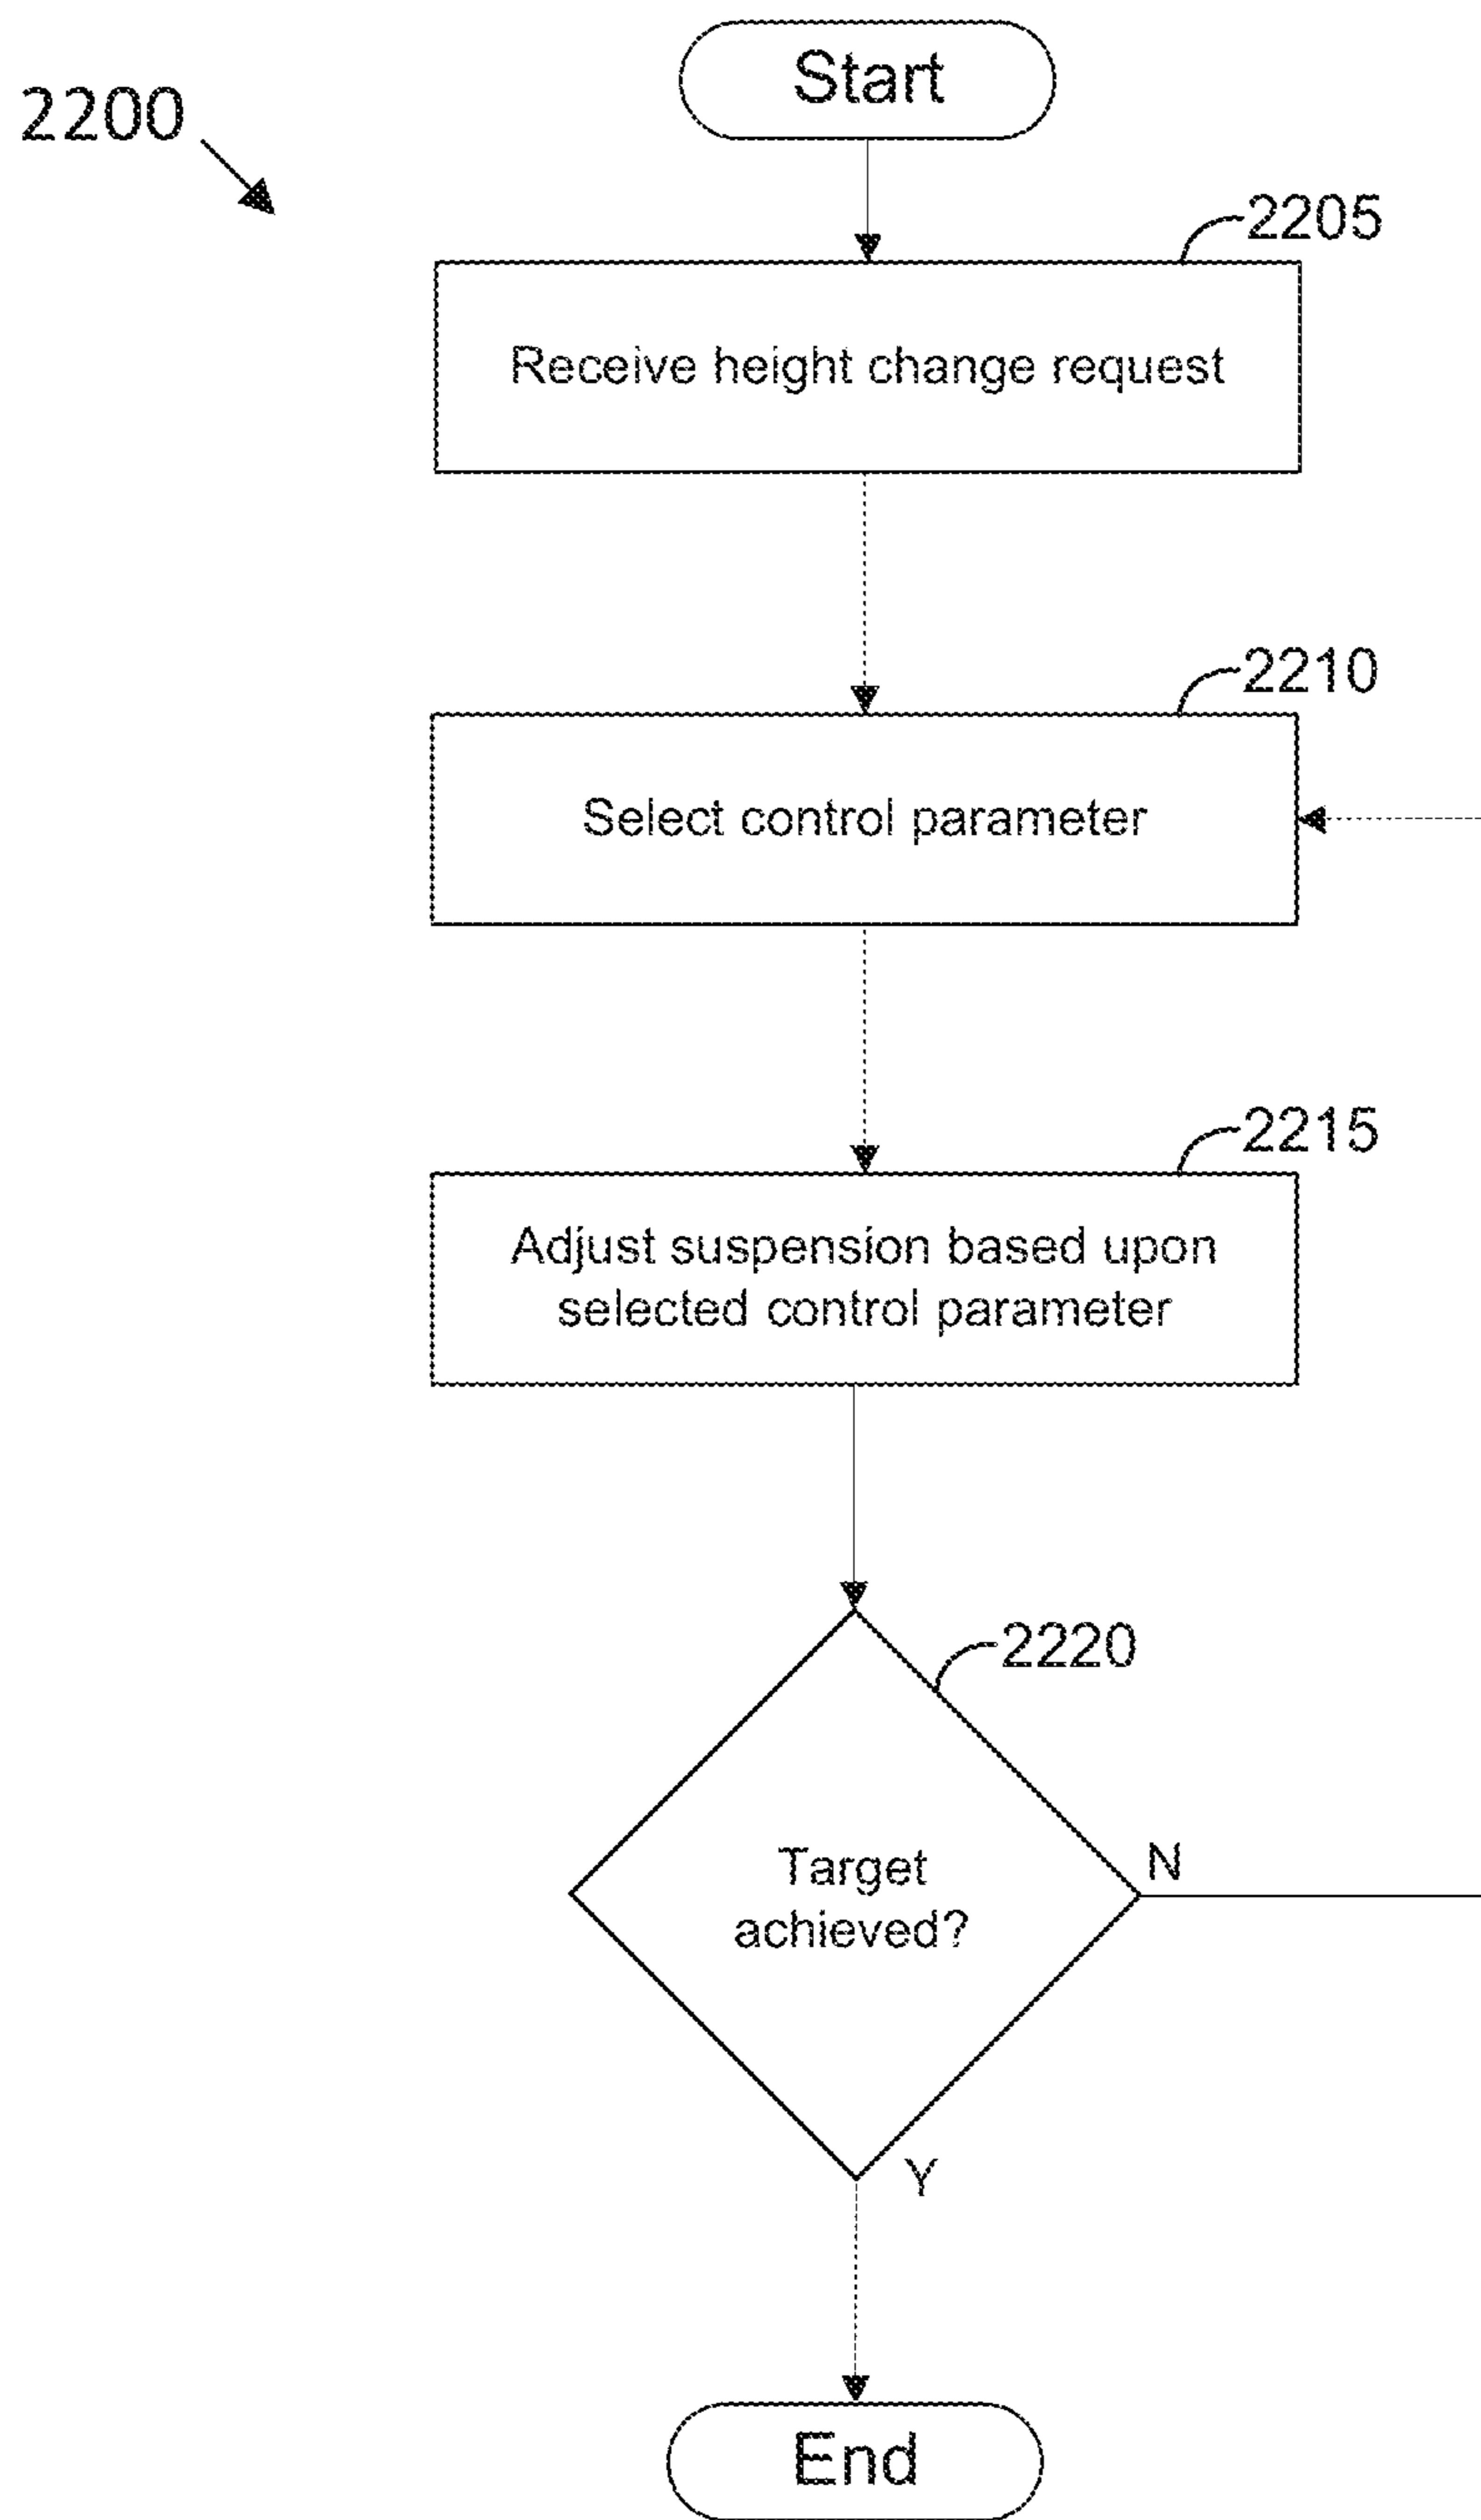 2200
Start
2205
Receive height change request
2210
Select control parameter
2215
Adjust suspension based upon
selected control parameter
2220
Target
achieved?
N
Y
End